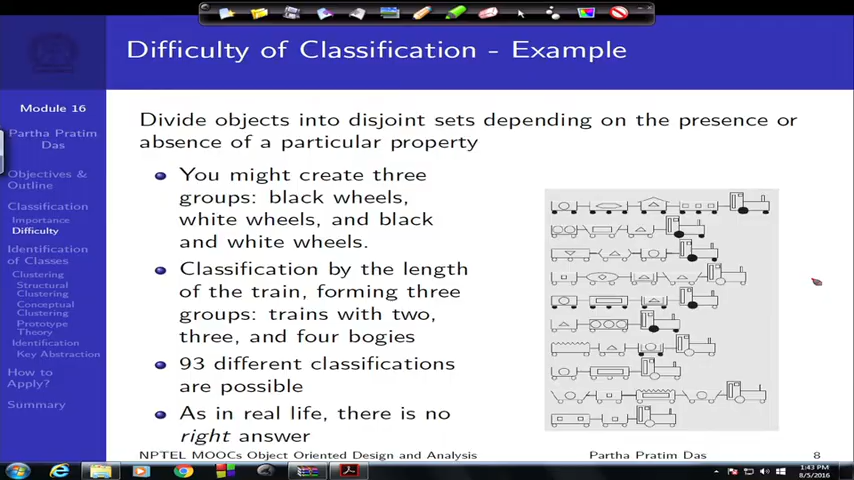 Difficulty of Classification - Example
Module 16
Partha Pratim
Das
Objectives &
Outline
Classification
Importance
Difficulty
Identification
of Classes
Clustering
Structural
Clustering
Conceptual
Clustering
Prototype
Theory
Identification
Key Abstraction
How to
Apply?
Summary
Divide objects into disjoint sets depending on the presence or
absence of a particular property
You might create three
groups: black wheels,
white wheels, and black
and white wheels.
Classification by the length
of the train, forming three
groups: trains with two,
three, and four bogies
93 different classifications
are possible
As in real life, there is no
right answer
NPTEL MOOCs Object Oriented Design and Analysis
Partha Pratim Das
8
1:43 PM
8/5/2016